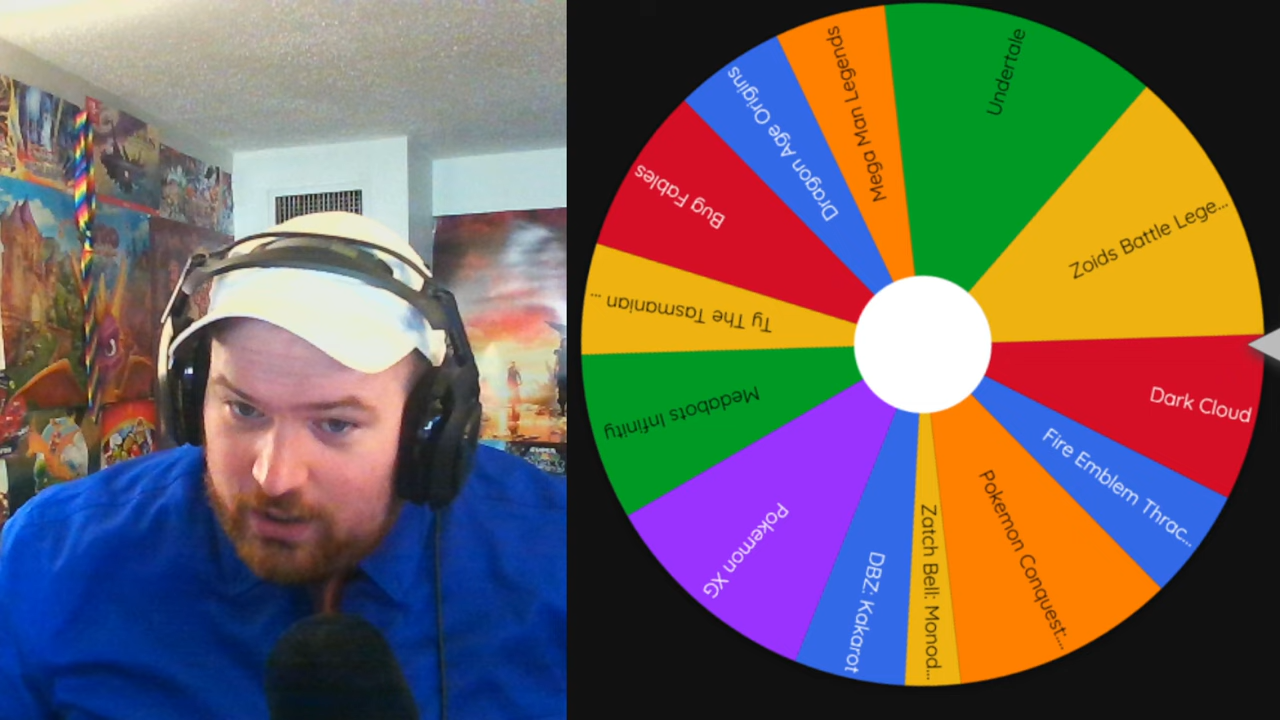 Undertale
Zoids Battle Lege...
Dark Cloud
Fire Emblem Thrac...
Pokemon Conquest:...
Zatch Bell: Monod...
DBZ: Kakarot
Pokemon XG
Medabots Infinity
Ty The Tasmanian ...
Bug Fables
Dragon Age Origins
Mega Man Legends